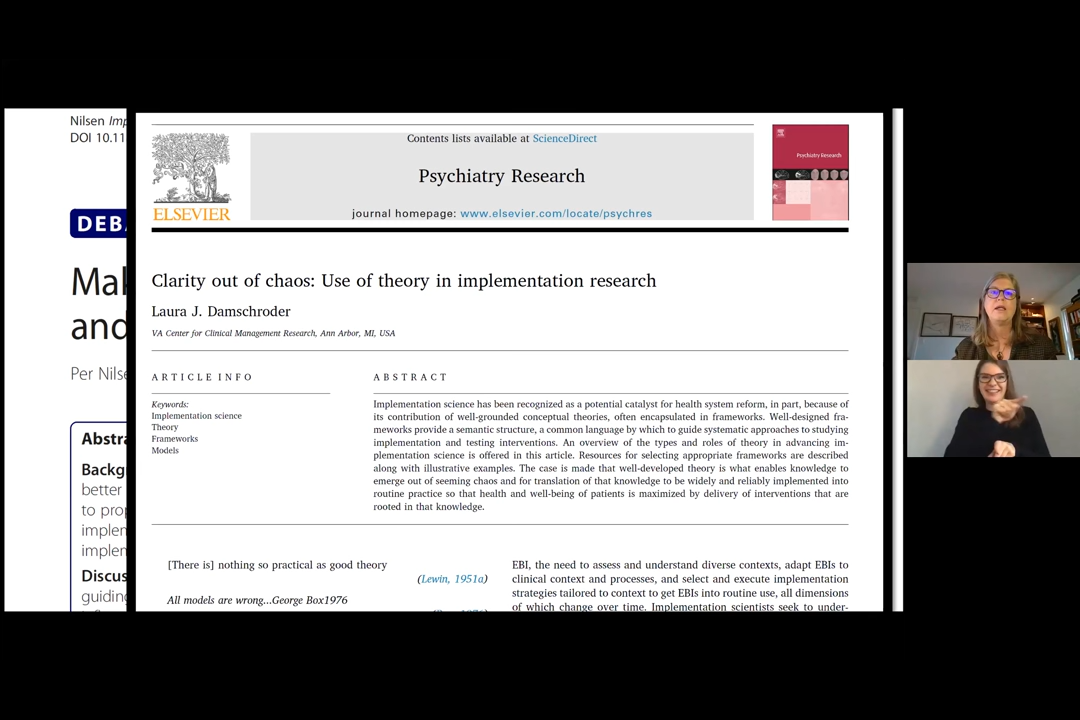 Nilsen Imp
DOI 10.11
DEBA
Mak
and
Per Nilse
Abstra
Backg
better
to prop
implem
implem
Discus
guiding
Contents lists available at ScienceDirect
Psychiatry Research
journal homepage: www.elsevier.com/locate/psychres
ELSEVIER
Psychiatry Research
Clarity out of chaos: Use of theory in implementation research
Laura J. Damschroder
VA Center for Clinical Management Research, Ann Arbor, MI, USA
ARTICLE INFO
Keywords:
Implementation science
Theory
Frameworks
Models
ABSTRACT
Implementation science has been recognized as a potential catalyst for health system reform, in part, because of
its contribution of well-grounded conceptual theories, often encapsulated in frameworks. Well-designed fra-
meworks provide a semantic structure, a common language by which to guide systematic approaches to studying
implementation and testing interventions. An overview of the types and roles of theory in advancing im-
plementation science is offered in this article. Resources for selecting appropriate frameworks are described
along with illustrative examples. The case is made that well-developed theory is what enables knowledge to
emerge out of seeming chaos and for translation of that knowledge to be widely and reliably implemented into
routine practice so that health and well-being of patients is maximized by delivery of interventions that are
rooted in that knowledge.
[There is] nothing so practical as good theory
(Lewin, 1951a)
All models are wrong...George Box1976
EBI, the need to assess and understand diverse contexts, adapt EBIs to
clinical context and processes, and select and execute implementation
strategies tailored to context to get EBIs into routine use, all dimensions
of which change over time. Implementation scientists seek to under-